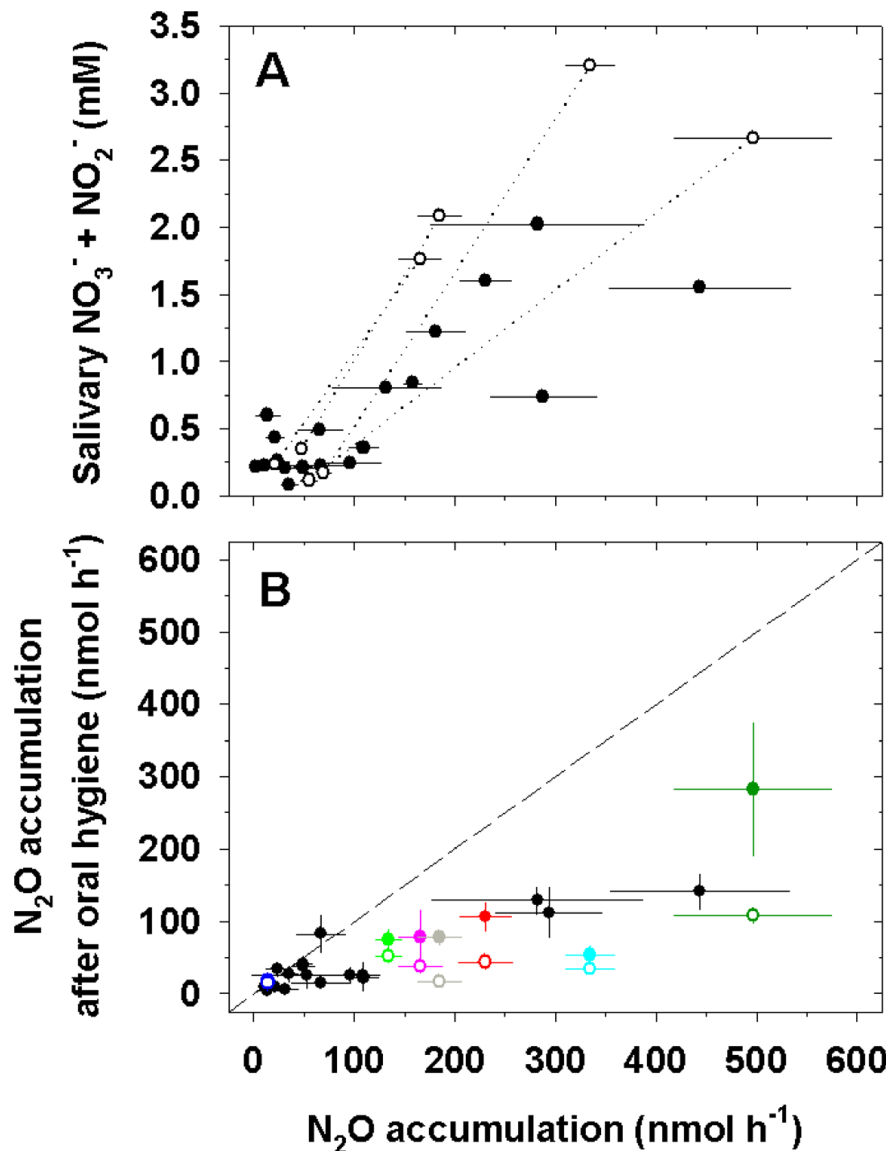 A
Salivary NO₃⁻ + NO₂⁻ (mM)
3.5
3.0
2.5
2.0
1.5
1.0
0.5
0.0
B
N₂O accumulation
after oral hygiene (nmol h⁻¹)
600
500
400
300
200
100
0
0 100 200 300 400 500 600
N₂O accumulation (nmol h⁻¹)